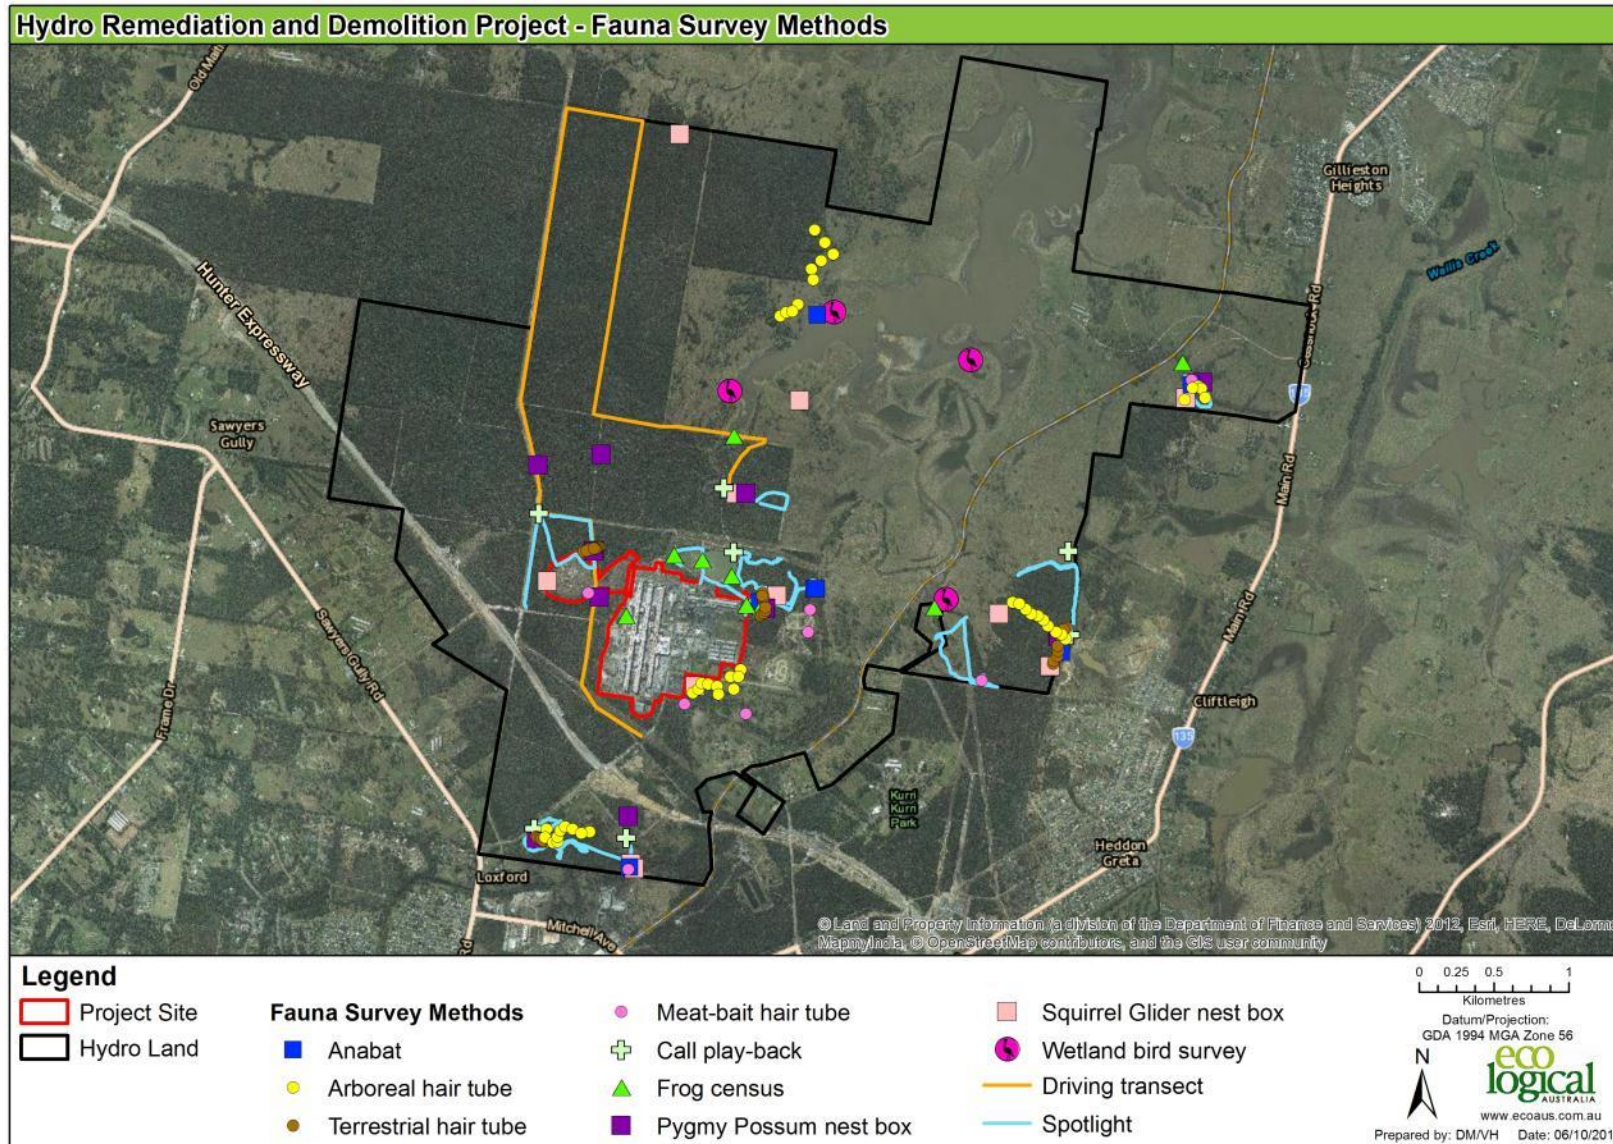 Hydro Remediation and Demolition Project - Fauna Survey Methods
Gillieston
Heights
Wallis Creek
Hunter Expressway
Sawyers
Gully
Main Rd
Sawyers Gully Rd
Main Rd
Frame Dr
Cliftleigh
135
Kurri
Kurri
Park
Heddon
Greta
Loxford
Mitchell Ave
Rd
© Land and Property Information (a division of the Department of Finance and Services) 2012, Esri, HERE, DeLorm
MapmyIndia, © OpenStreetMap contributors, and the GIS user community
Legend
Project Site
Hydro Land
Fauna Survey Methods
Anabat
Arboreal hair tube
Terrestrial hair tube
Meat-bait hair tube
Call play-back
Frog census
Pygmy Possum nest box
Squirrel Glider nest box
Wetland bird survey
Driving transect
Spotlight
0 0.25 0.5 1
Kilometres
Datum/Projection:
GDA 1994 MGA Zone 56
N
eco
logical
AUSTRALIA
www.ecoaus.com.au
Prepared by: DM/VH Date: 06/10/201